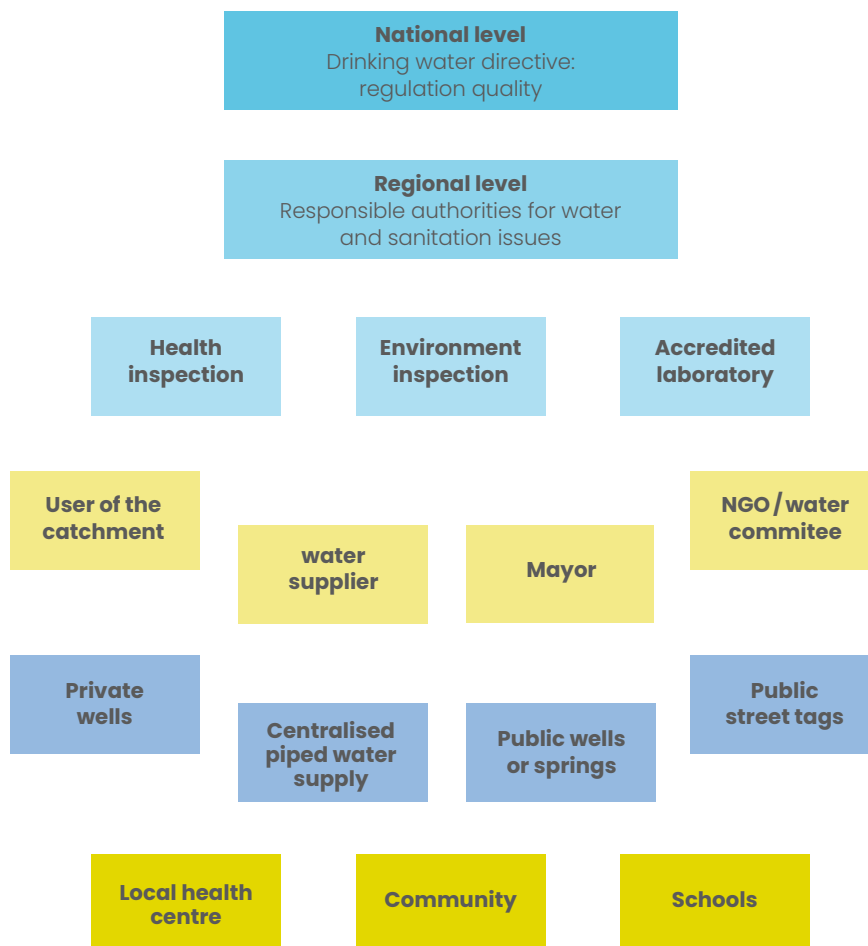 National level
Drinking water directive:
regulation quality
Regional level
Responsible authorities for water
and sanitation issues
Health
inspection
Environment
inspection
Accredited
laboratory
User of the
catchment
water
supplier
Mayor
NGO / water
commitee
Private
wells
Centralised
piped water
supply
Public wells
or springs
Public
street tags
Local health
centre
Community
Schools